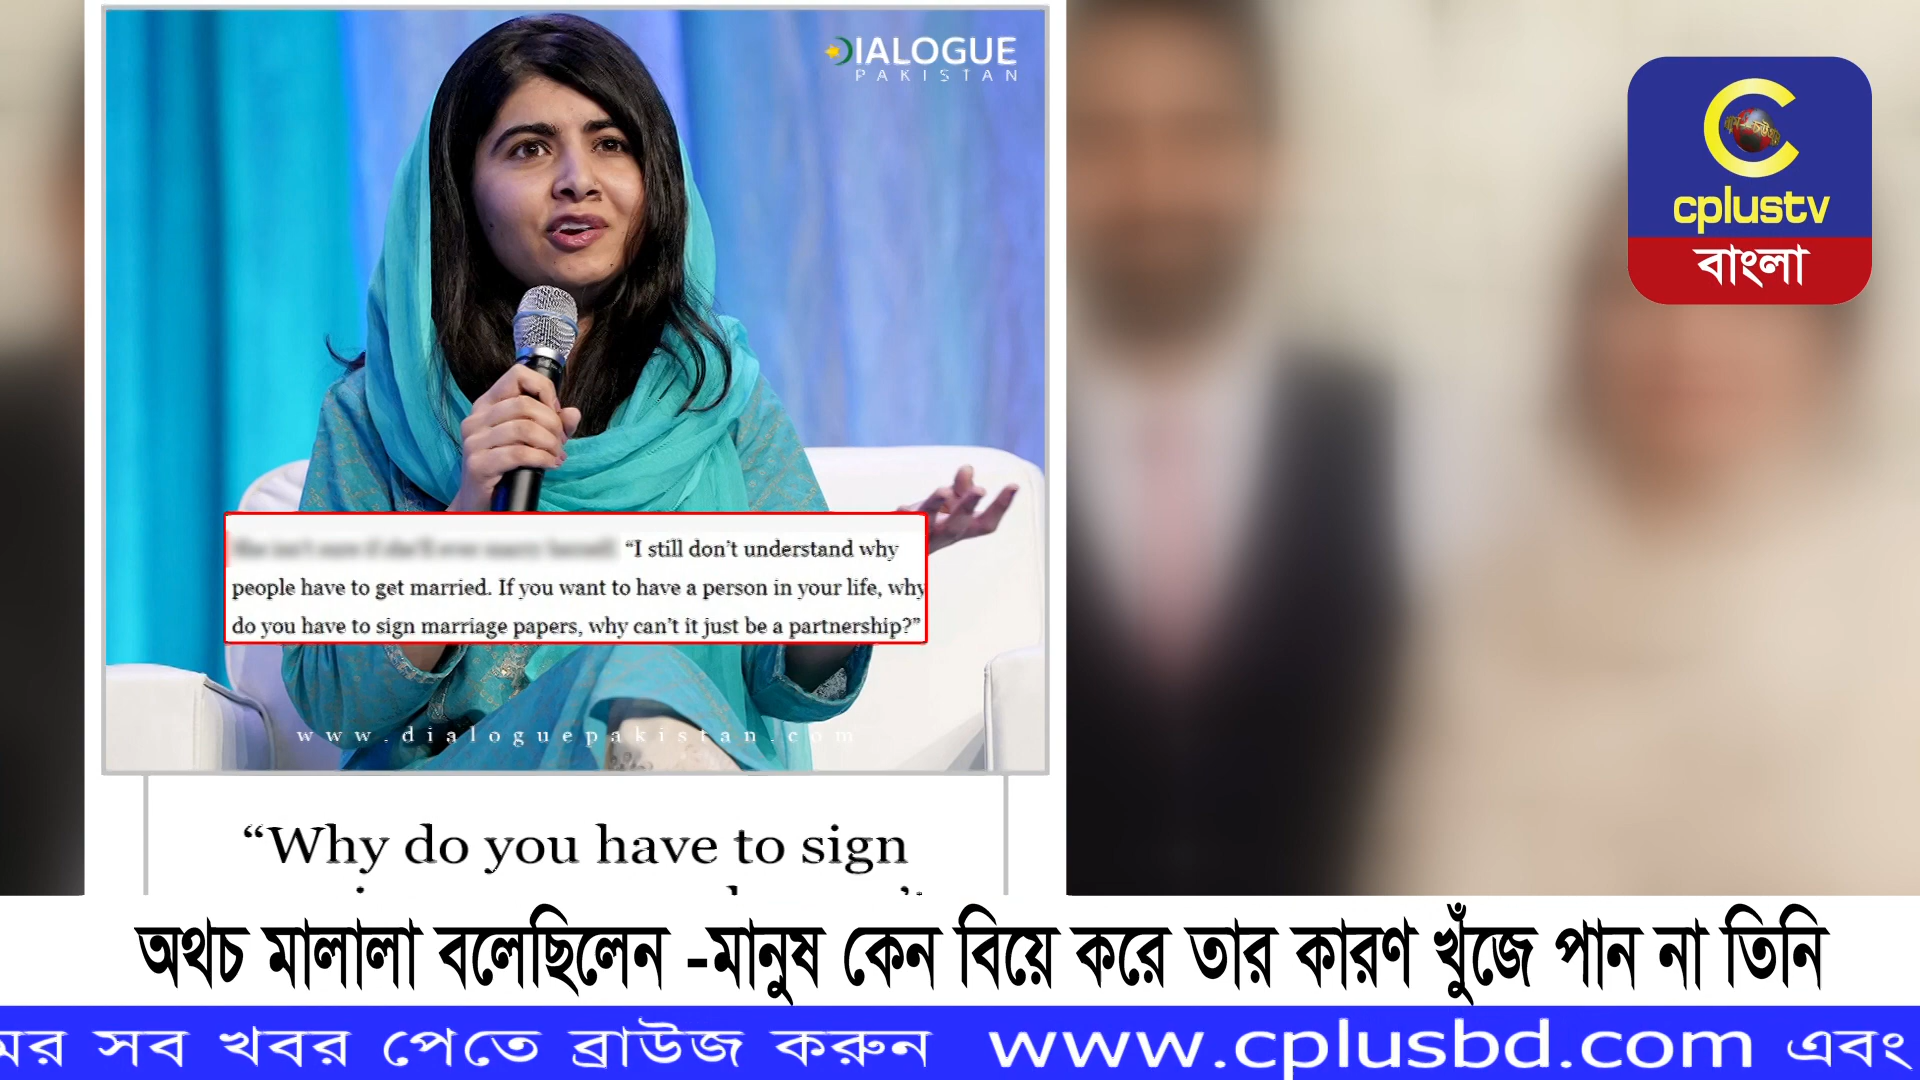 DIALOGUE
PAKISTAN
cplustv
বাংলা
“I still don’t understand why
people have to get married. If you want to have a person in your life, why
do you have to sign marriage papers, why can’t it just be a partnership?”
www.dialoguepakistan.com
“Why do you have to sign
অথচ মালালা বলেছিলেন -মানুষ কেন বিয়ে করে তার কারণ খুঁজে পান না তিনি
সব খবর পেতে ব্রাউজ করুন www.cplusbd.com এবং